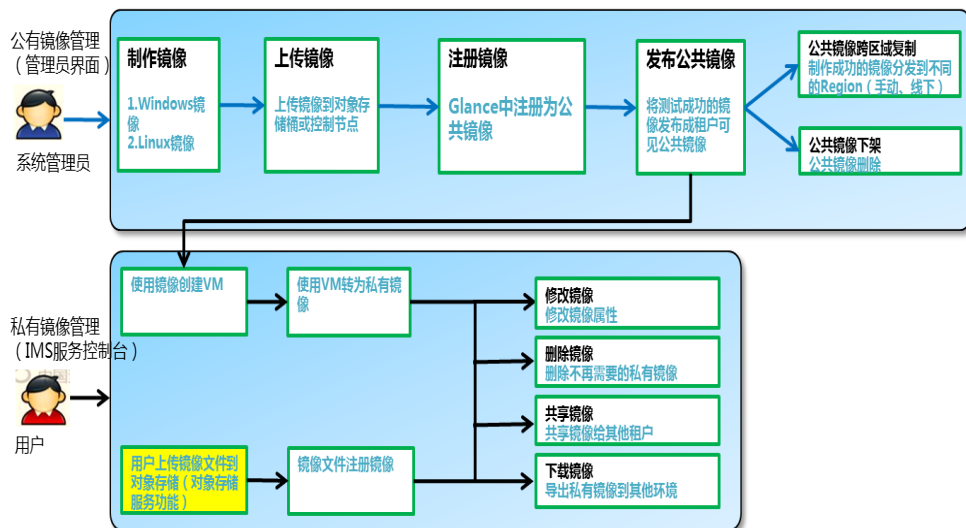 公有镜像管理
（管理员界面）
系统管理员
制作镜像
1.Windows镜
像
2.Linux镜像
上传镜像
上传镜像到对象存
储桶或控制节点
注册镜像
Glance中注册为公
共镜像
发布公共镜像
将测试成功的镜
像发布成租户可
见公共镜像
公共镜像跨区域复制
制作成功的镜像分发到不同
的Region（手动、线下）
公共镜像下架
公共镜像删除
私有镜像管理
（IMS服务控制台）
用户
使用镜像创建VM
使用VM转为私有镜
像
修改镜像
修改镜像属性
删除镜像
删除不再需要的私有镜像
共享镜像
共享镜像给其他租户
用户上传镜像文件到
对象存储（对象存储
服务功能）
镜像文件注册镜像
下载镜像
导出私有镜像到其他环境